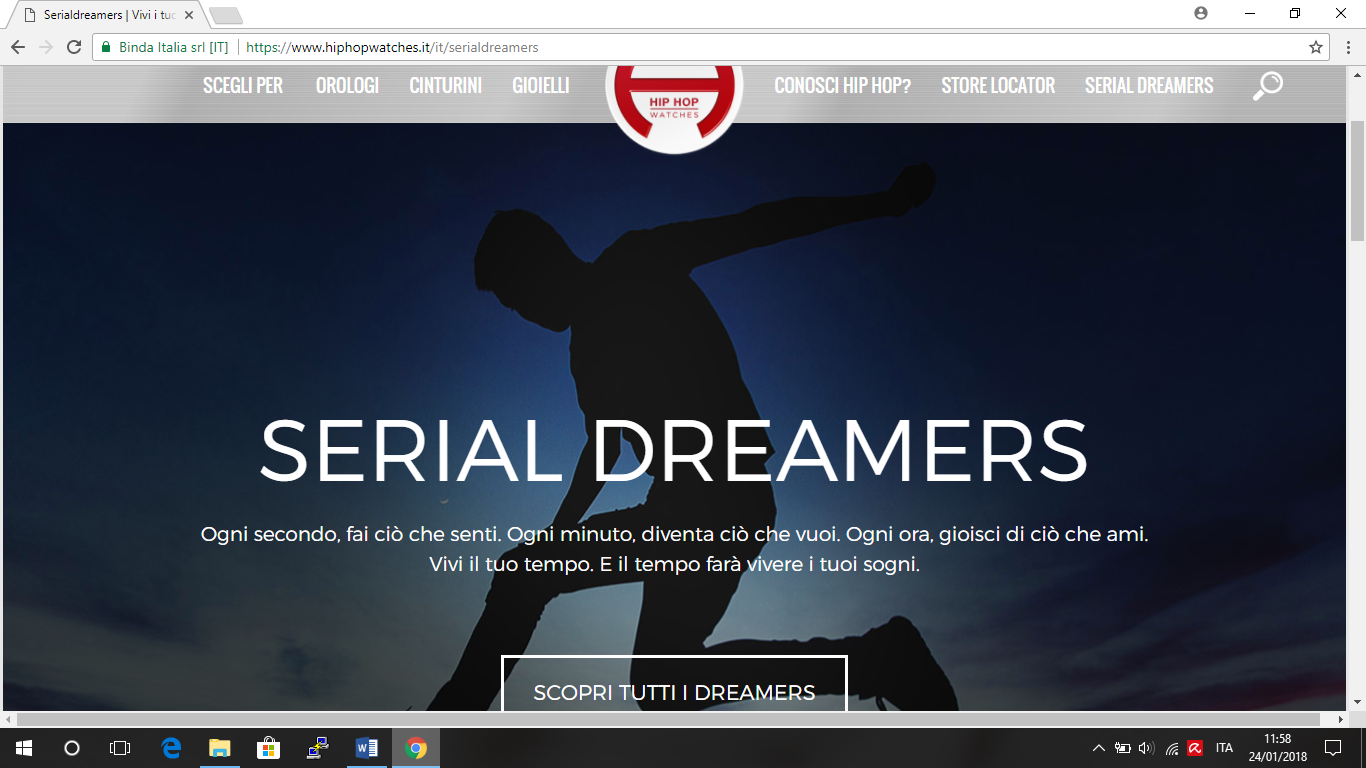 Serialdreamers | Vivi i tuo
Binda Italia srl [IT] https://www.hiphopwatches.it/it/serialdreamers
SCEGLI PER OROLOGI CINTURINI GIOIELLI CONOSCI HIP HOP? STORE LOCATOR SERIAL DREAMERS
HIP HOP
WATCHES
SERIAL DREAMERS
Ogni secondo, fai ciò che senti. Ogni minuto, diventa ciò che vuoi. Ogni ora, gioisci di ciò che ami.
Vivi il tuo tempo. E il tempo farà vivere i tuoi sogni.
SCOPRI TUTTI I DREAMERS
ITA
11:58
24/01/2018